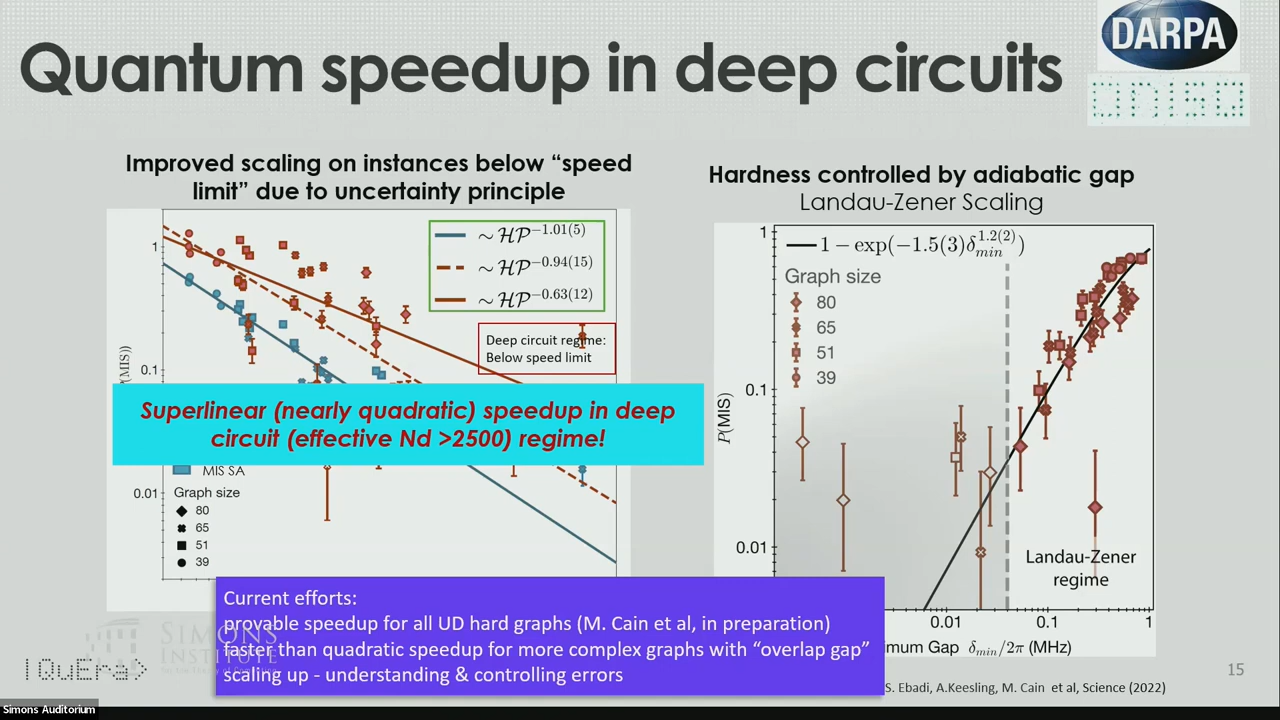 Quantum speedup in deep circuits
DARPA
ONISQ
Improved scaling on instances below “speed
limit” due to uncertainty principle
∼ HP^−1.01(5)
∼ HP^−0.94(15)
∼ HP^−0.63(12)
Deep circuit regime:
Below speed limit
1
0.1
0.01
(MIS))
Superlinear (nearly quadratic) speedup in deep
circuit (effective Nd >2500) regime!
MIS SA
Graph size
80
65
51
39
Hardness controlled by adiabatic gap
Landau-Zener Scaling
1 − exp(−1.5(3)δ_min^1.2(2))
Graph size
80
65
51
39
1
0.1
0.01
P(MIS)
Landau-Zener
regime
0.01
0.1
1
mum Gap δmin/2π (MHz)
Current efforts:
provable speedup for all UD hard graphs (M. Cain et al, in preparation)
faster than quadratic speedup for more complex graphs with “overlap gap”
scaling up - understanding & controlling errors
SIMONS
INSTITUTE
|QuEra>
S. Ebadi, A.Keesling, M. Cain et al, Science (2022)
15
Simons Auditorium